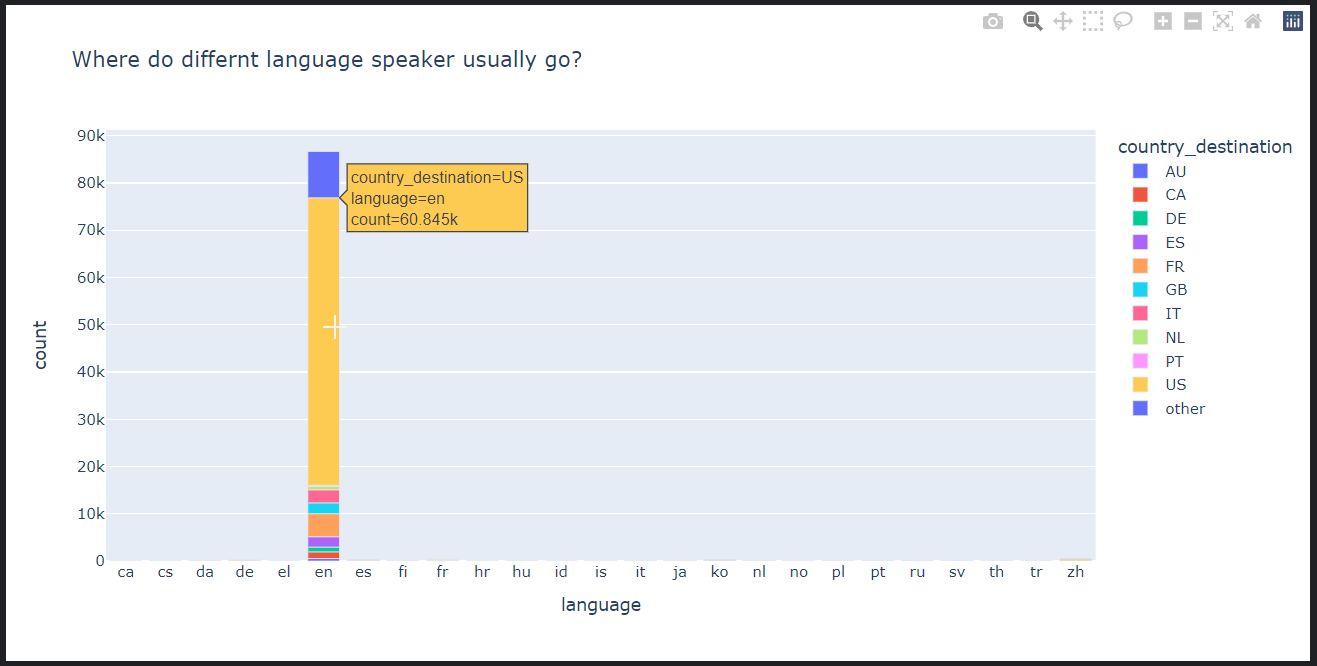 Where do differnt language speaker usually go?
90k
80k
70k
60k
50k
40k
30k
20k
10k
0
count
country_destination=US
language=en
count=60.845k
ca cs da de el en es fi fr hr hu id is it ja ko nl no pl pt ru sv th tr zh
language
country_destination
AU
CA
DE
ES
FR
GB
IT
NL
PT
US
other